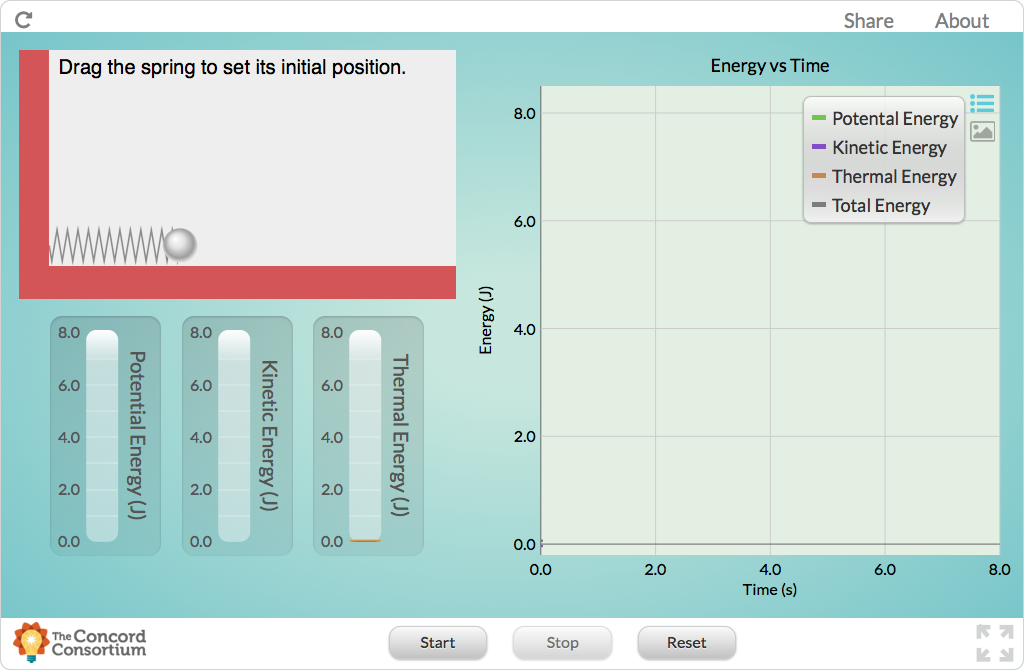 Share About
Drag the spring to set its initial position.
Energy vs Time
8.0
6.0
4.0
2.0
0.0
Energy (J)
0.0 2.0 4.0 6.0 8.0
Time (s)
Potental Energy
Kinetic Energy
Thermal Energy
Total Energy
8.0
6.0
4.0
2.0
0.0
Potential Energy (J)
8.0
6.0
4.0
2.0
0.0
Kinetic Energy (J)
8.0
6.0
4.0
2.0
0.0
Thermal Energy (J)
The Concord
Consortium
Start Stop Reset